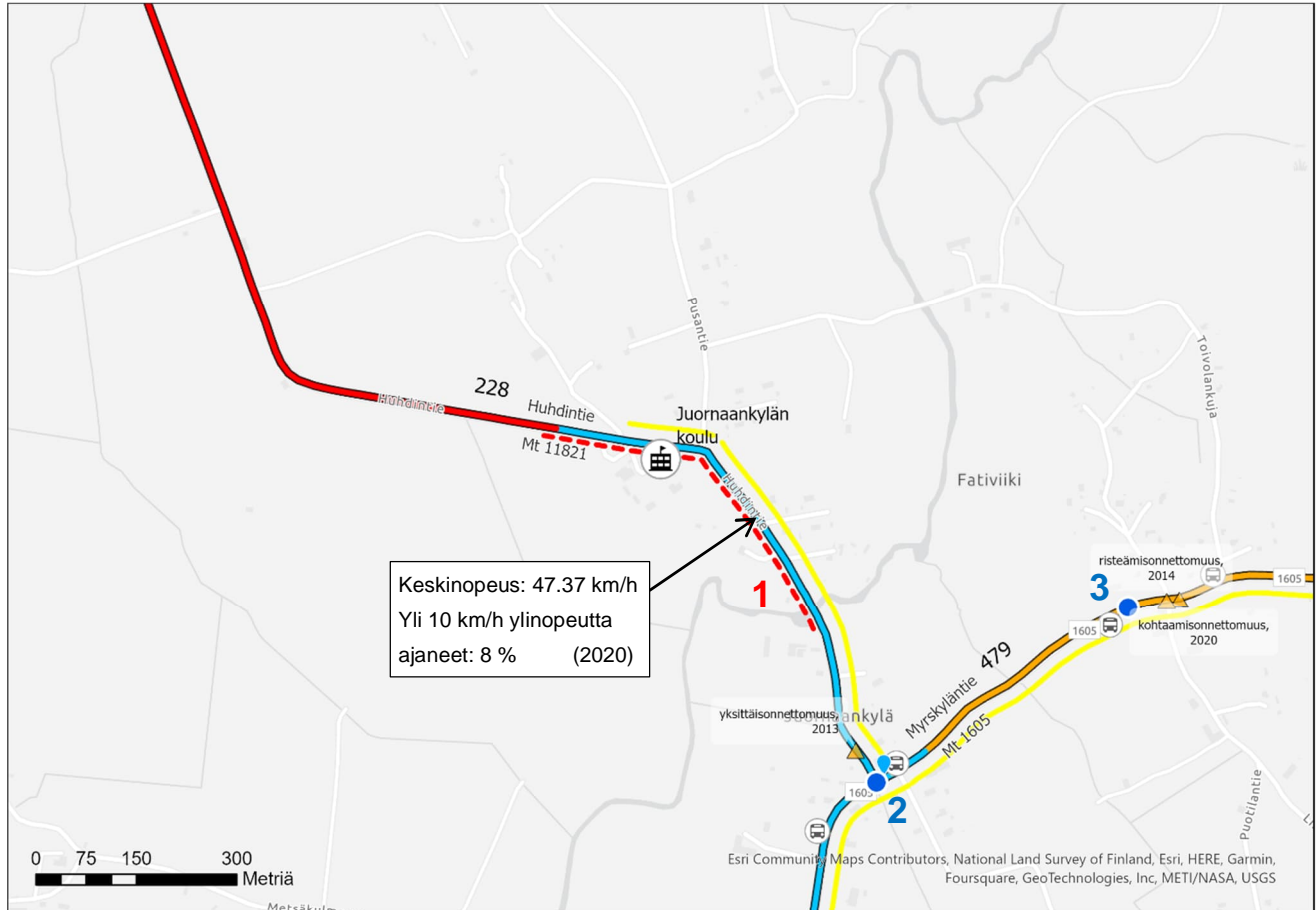 Pusantie
Toivolankuja
228
Huhdintie
Huhdintie
Juornaankylän
koulu
Mt 11821
Huhdintie
Fativiiki
Keskinopeus: 47.37 km/h
Yli 10 km/h ylinopeutta
ajaneet: 8 % (2020)
1
risteämisonnettomuus,
2014
1605
3
1605
kohtaamisonnettomuus,
2020
479
Myrskyläntie
Mt 1605
yksittäisonnettomuus,
2013
Juornaankylä
1605
2
Puotilantie
0 75 150 300
Metriä
Esri Community Maps Contributors, National Land Survey of Finland, Esri, HERE, Garmin,
Foursquare, GeoTechnologies, Inc, METI/NASA, USGS